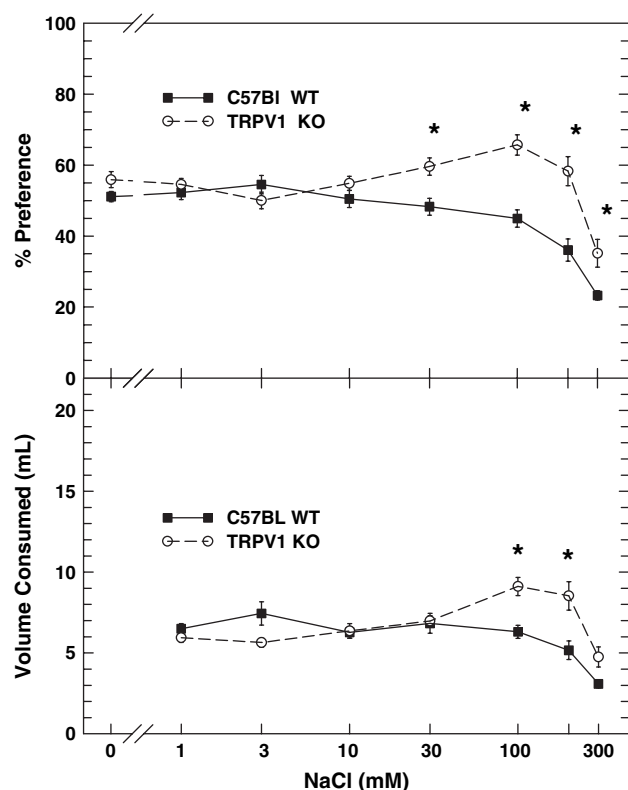 100
80
60
40
20
0
% Preference
C57Bl WT
TRPV1 KO
*
*
*
*
20
15
10
5
0
Volume Consumed (mL)
C57BL WT
TRPV1 KO
*
*
0 1 3 10 30 100 300
NaCl (mM)